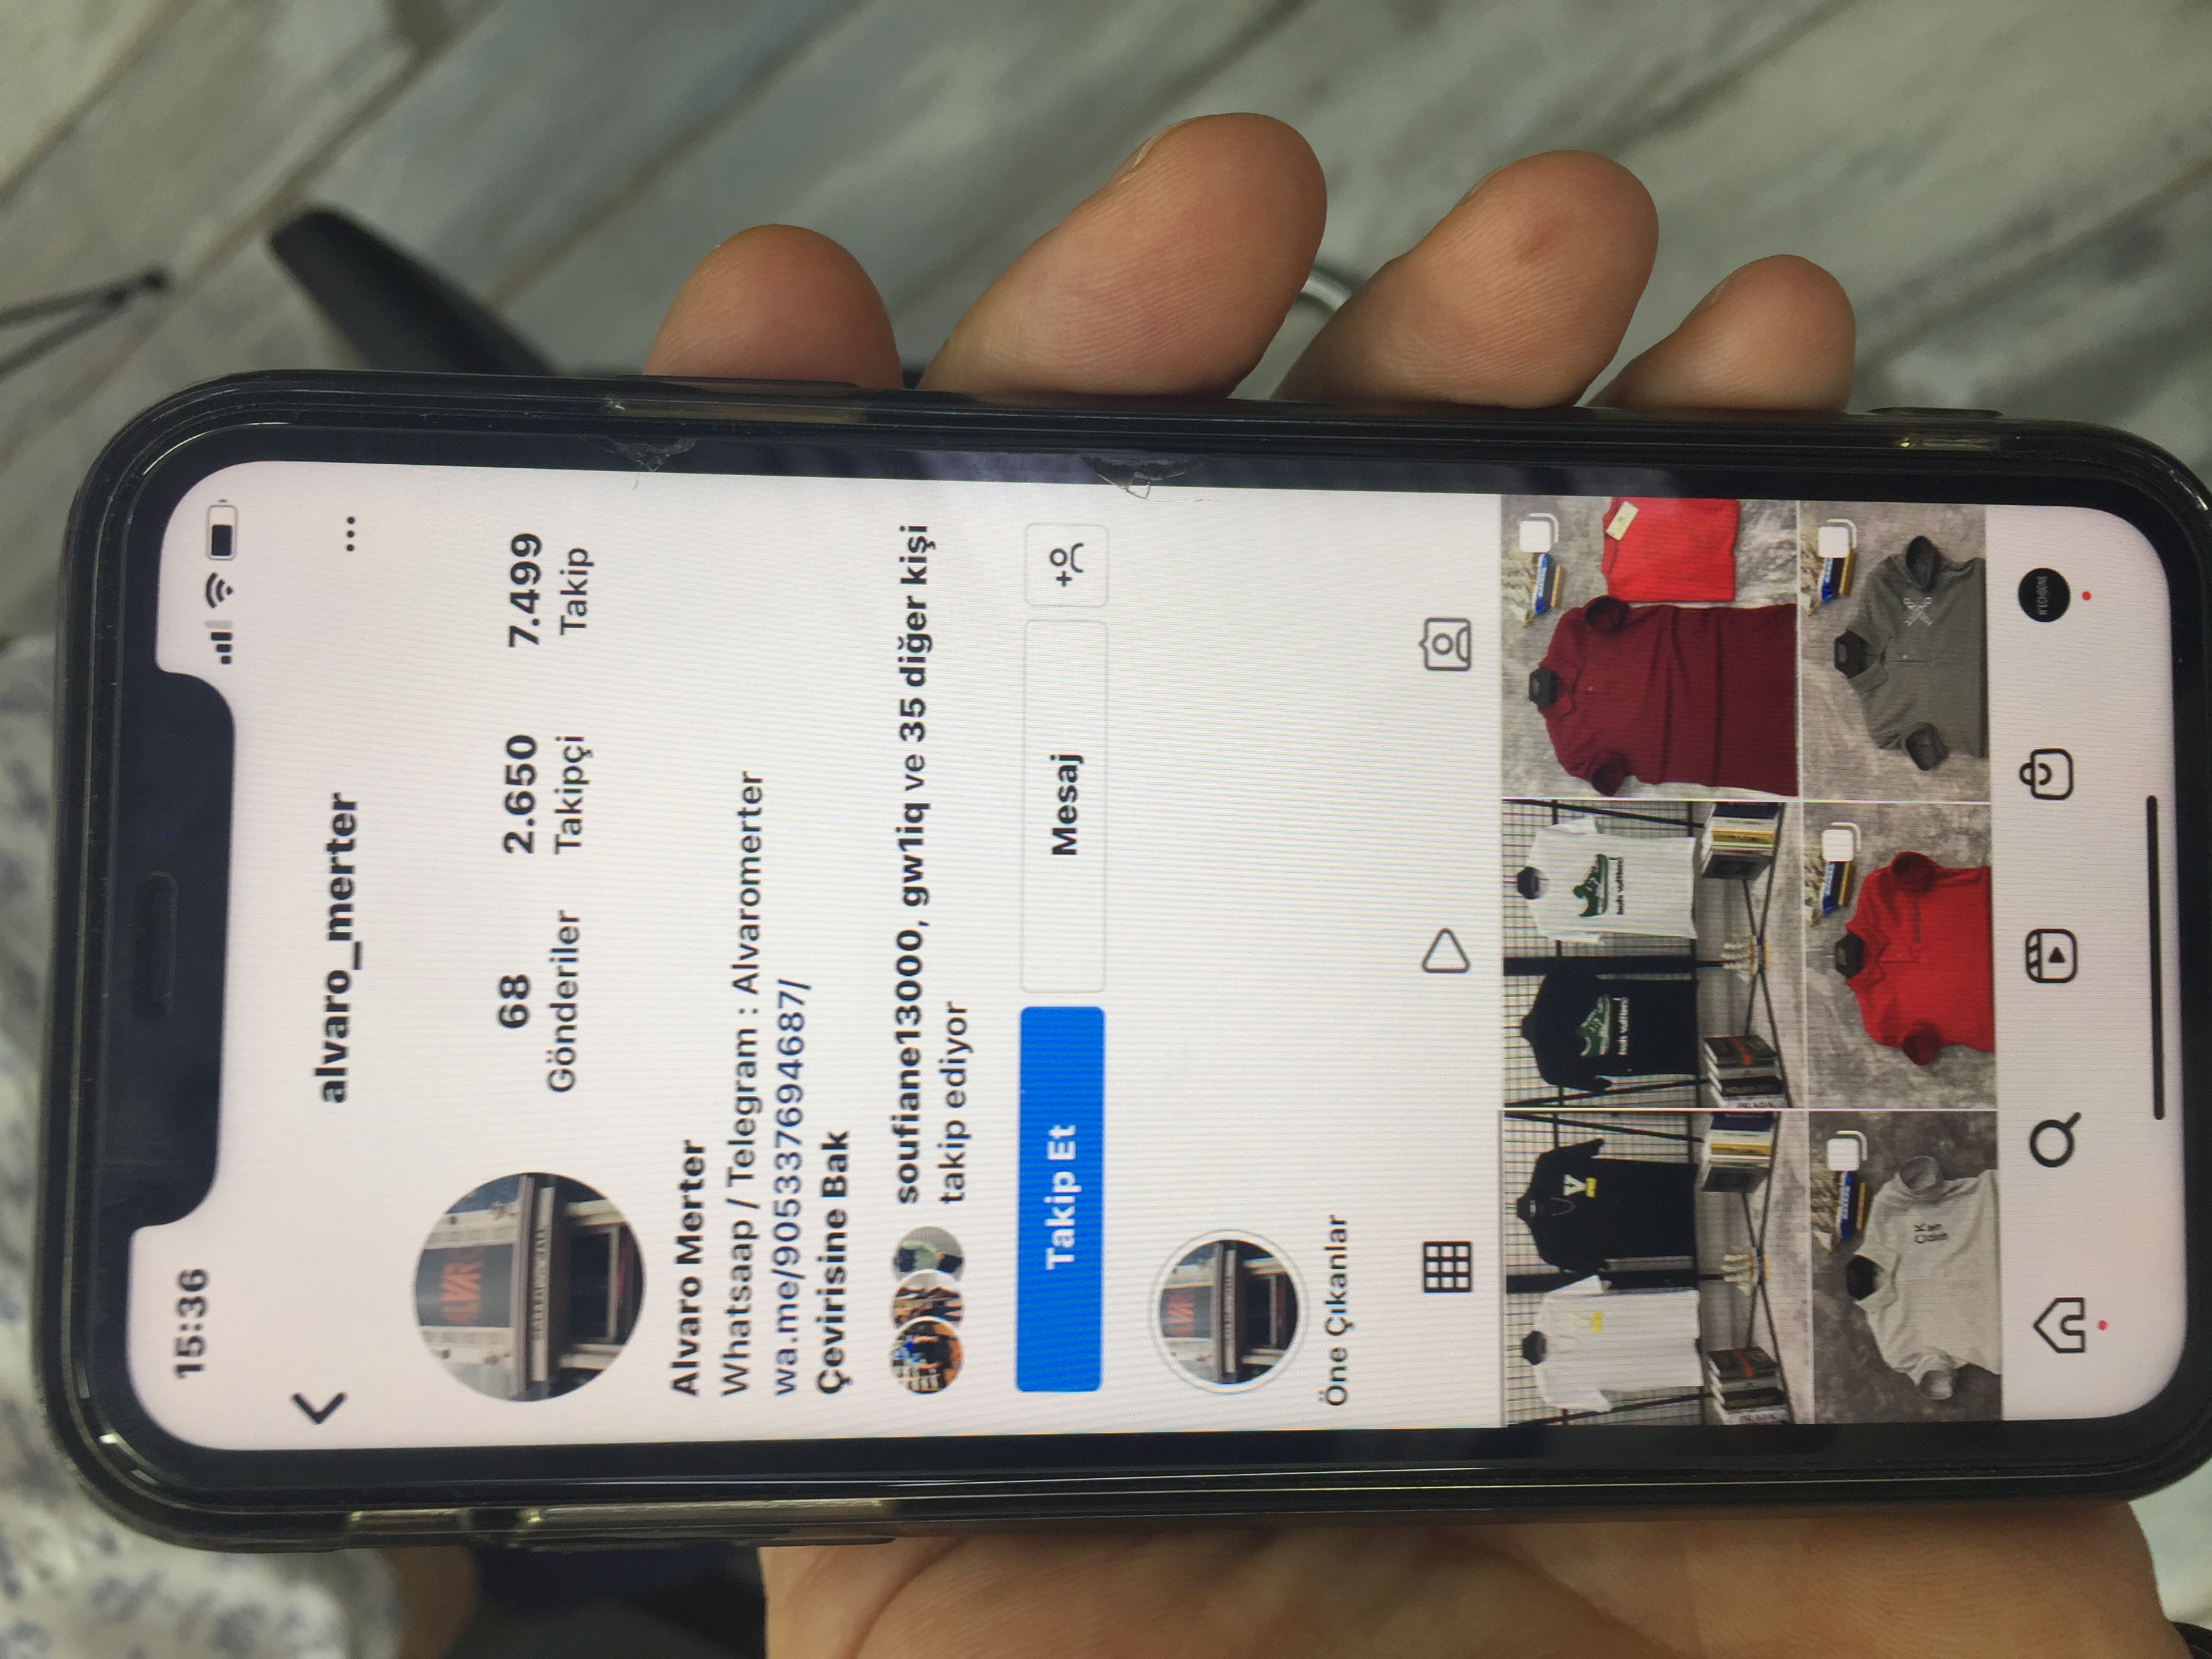 15:36
alvaro_merter
68
Gönderiler
2.650
Takipçi
7.499
Takip
Alvaro Merter
Whatsaap / Telegram : Alvaromerter
wa.me/905337694687/
Çevirisine Bak
soufiane13000, gw1iq ve 35 diğer kişi
takip ediyor
Takip Et
Mesaj
Öne Çıkanlar